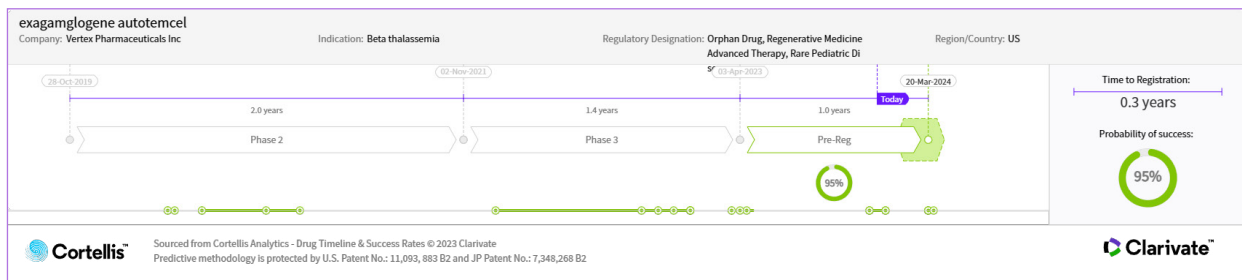 exagamglogene autotemcel
Company: Vertex Pharmaceuticals Inc
Indication: Beta thalassemia
Regulatory Designation: Orphan Drug, Regenerative Medicine
Advanced Therapy, Rare Pediatric Di
Region/Country: US
28-Oct-2019
02-Nov-2021
03-Apr-2023
20-Mar-2024
Today
2.0 years
1.4 years
1.0 years
Phase 2
Phase 3
Pre-Reg
95%
Time to Registration:
0.3 years
Probability of success:
95%
Cortellis™
Sourced from Cortellis Analytics - Drug Timeline & Success Rates © 2023 Clarivate
Predictive methodology is protected by U.S. Patent No.: 11,093, 883 B2 and JP Patent No.: 7,348,268 B2
Clarivate™